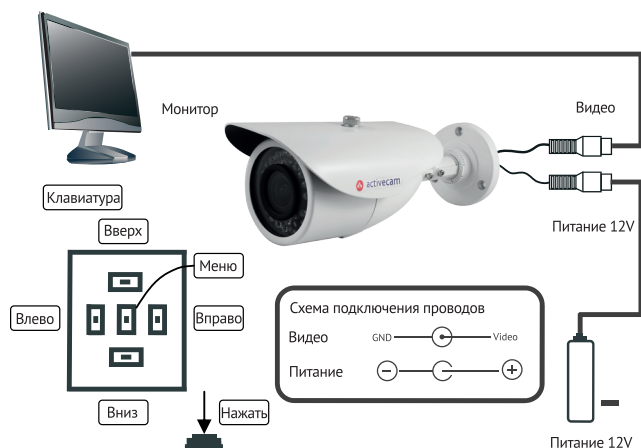 Монитор
Видео
activecam
Клавиатура
Вверх
Питание 12V
Меню
Влево
Вправо
Схема подключения проводов
Видео GND Video
Питание
Вниз
Нажать
Питание 12V